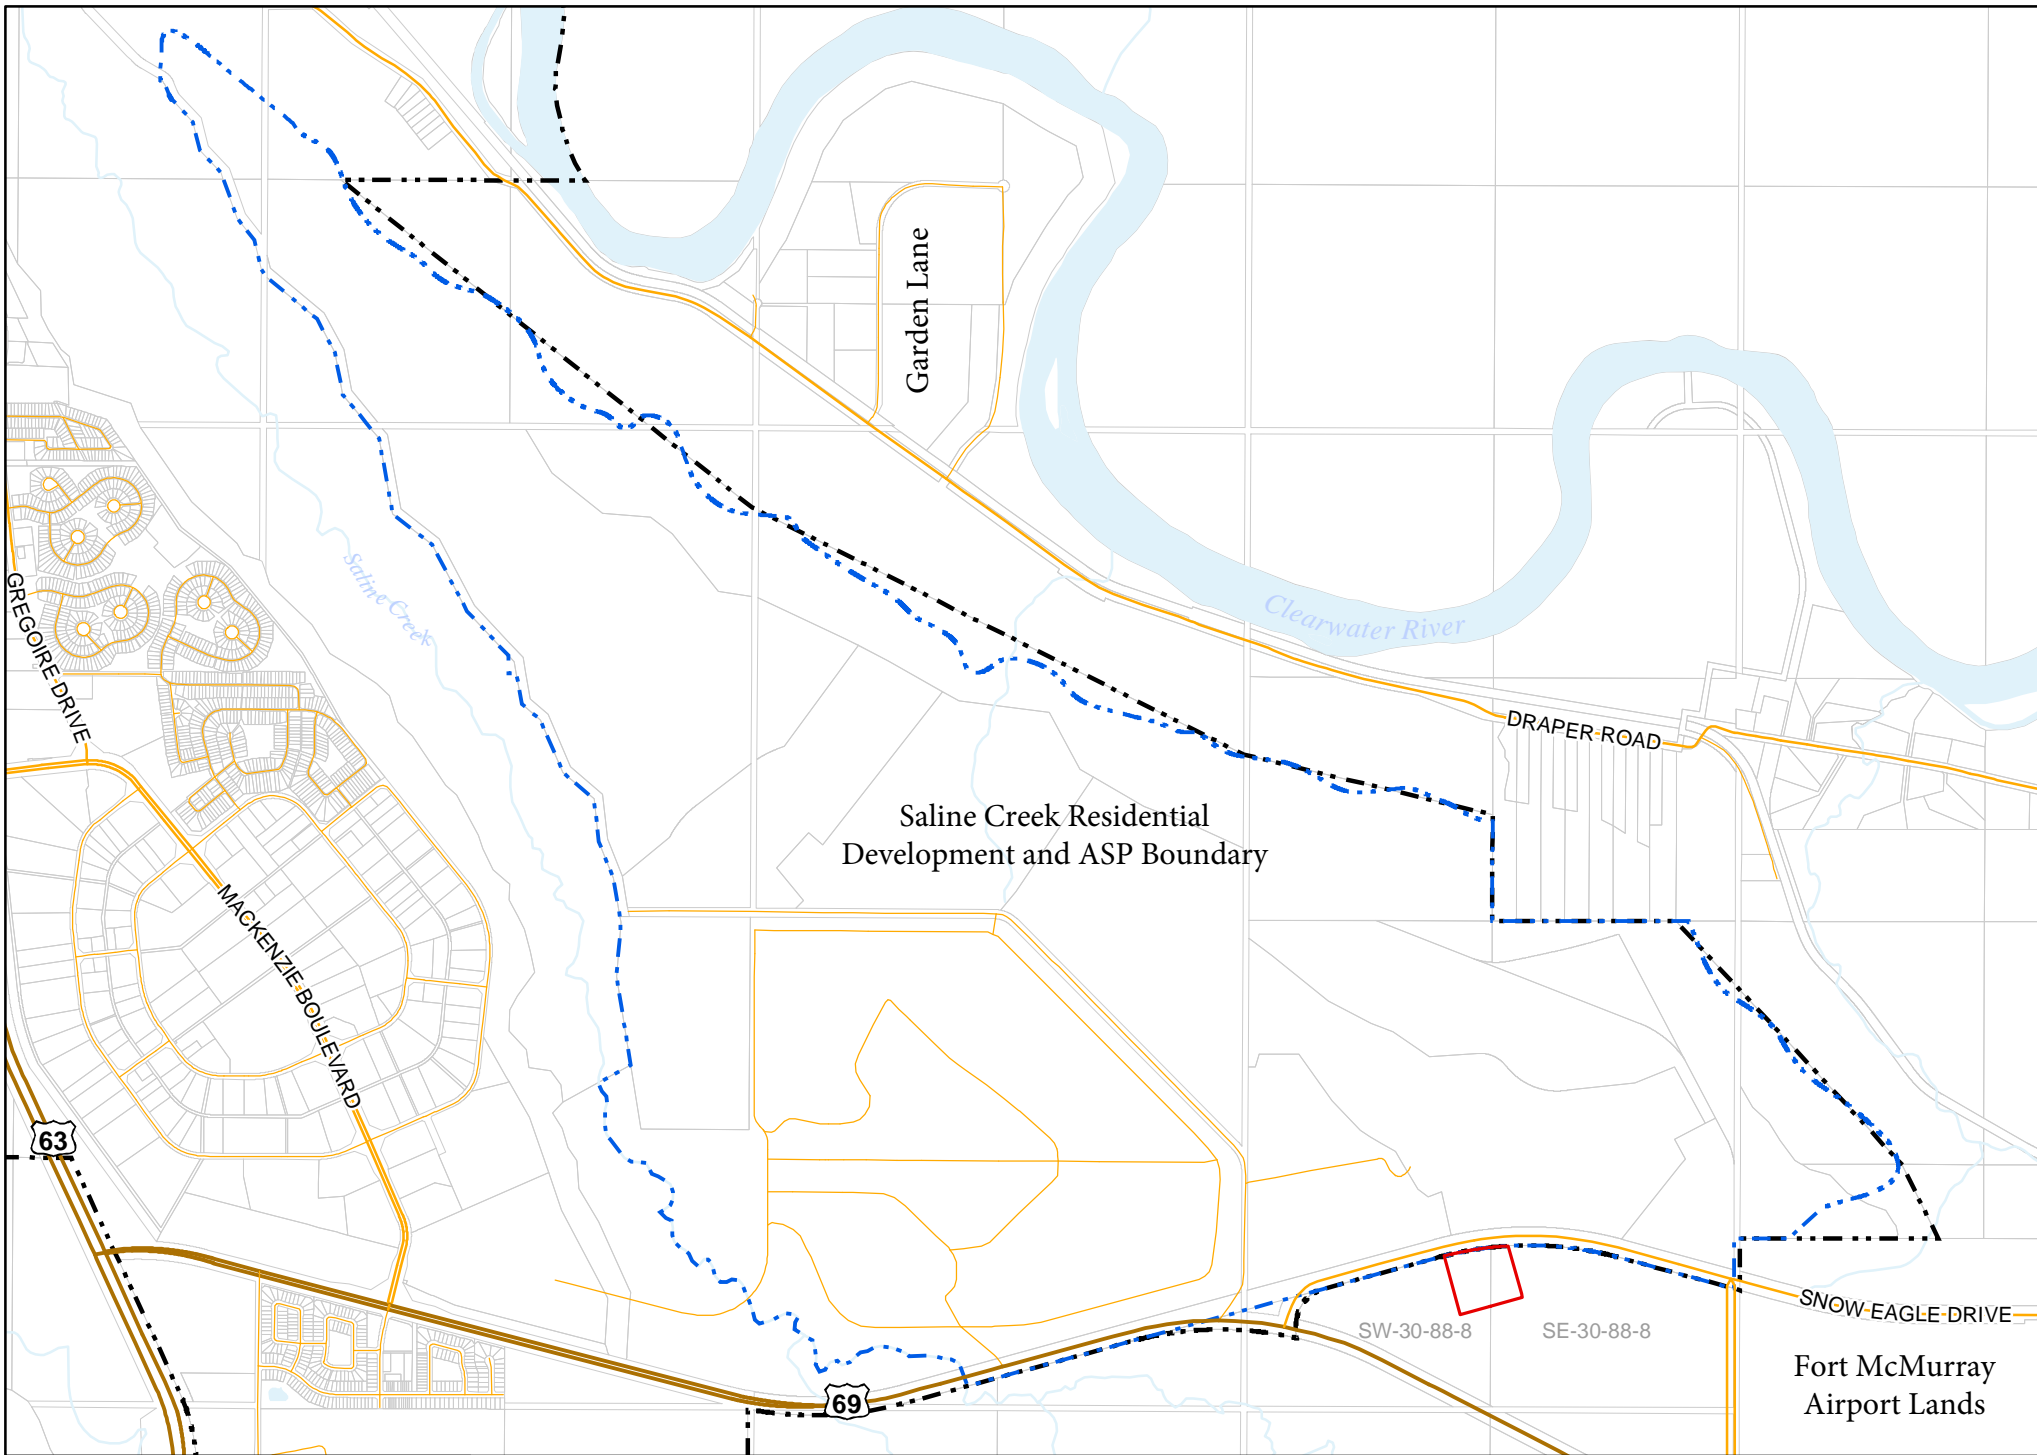 Garden Lane
Saline Creek
GREGOIRE DRIVE
Clearwater River
DRAPER ROAD
Saline Creek Residential
Development and ASP Boundary
MACKENZIE BOULEVARD
63
SNOW EAGLE DRIVE
SW-30-88-8
SE-30-88-8
Fort McMurray
Airport Lands
69